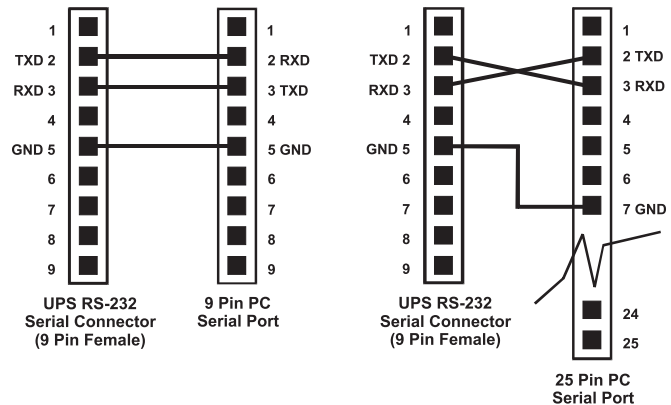 1 1
TXD 2 2 RXD
RXD 3 3 TXD
4 4
GND 5 5 GND
6 6
7 7
8 8
9 9
UPS RS-232
Serial Connector
(9 Pin Female)
9 Pin PC
Serial Port
1 1
TXD 2 2 TXD
RXD 3 3 RXD
4 4
GND 5 5
6 6
7 7 GND
8
9
24
25
UPS RS-232
Serial Connector
(9 Pin Female)
25 Pin PC
Serial Port